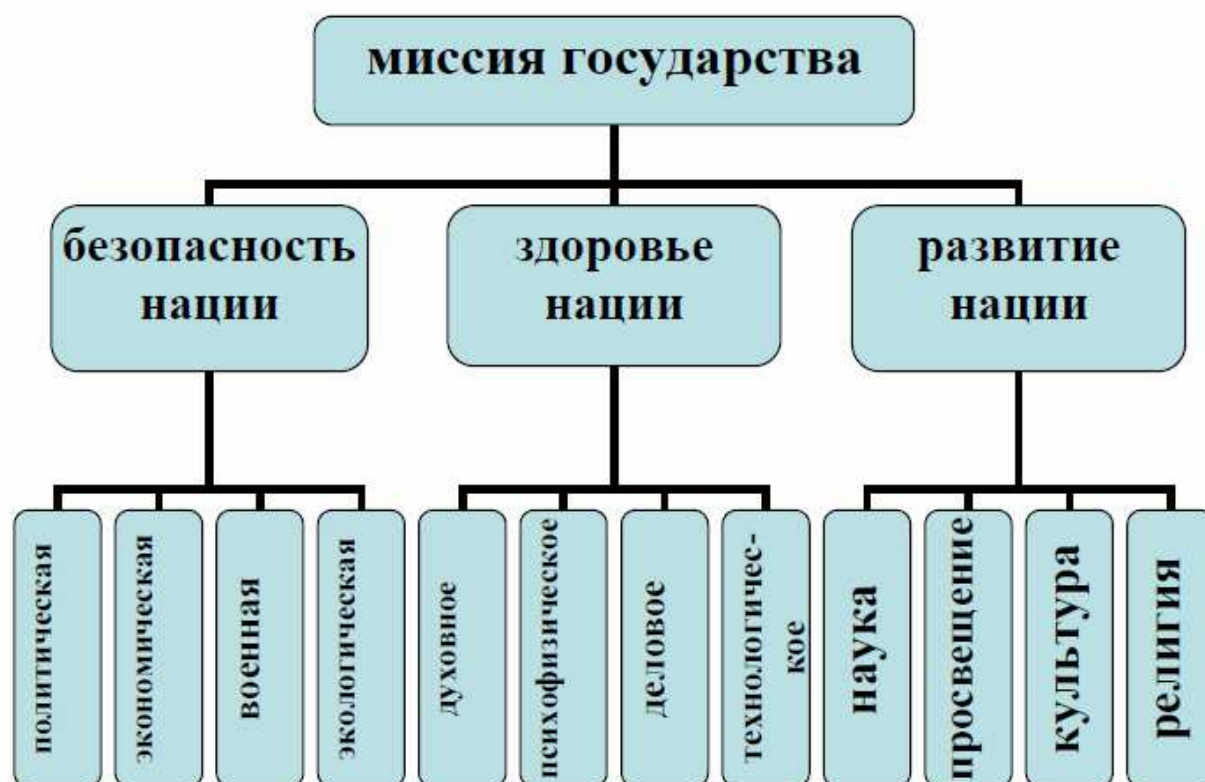 миссия государства
безопасность
нации
здоровье
нации
развитие
нации
политическая
экономическая
военная
экологическая
духовное
психофизическое
деловое
технологичес-
кое
наука
просвещение
культура
религия